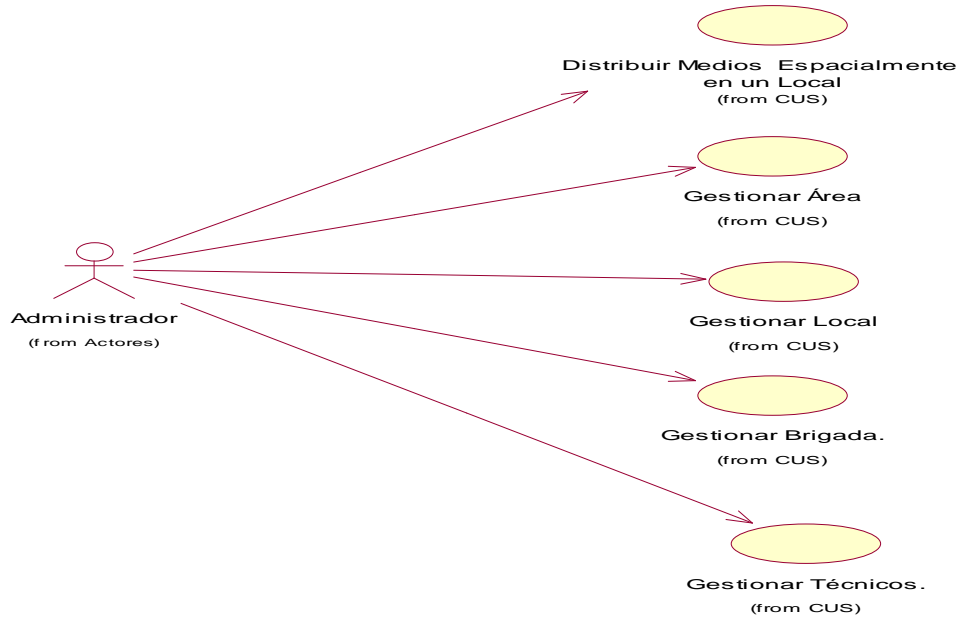 Distribuir Medios Espacialmente
en un Local
(from CUS)
Gestionar Área
(from CUS)
Administrador
(from Actores)
Gestionar Local
(from CUS)
Gestionar Brigada.
(from CUS)
Gestionar Técnicos.
(from CUS)